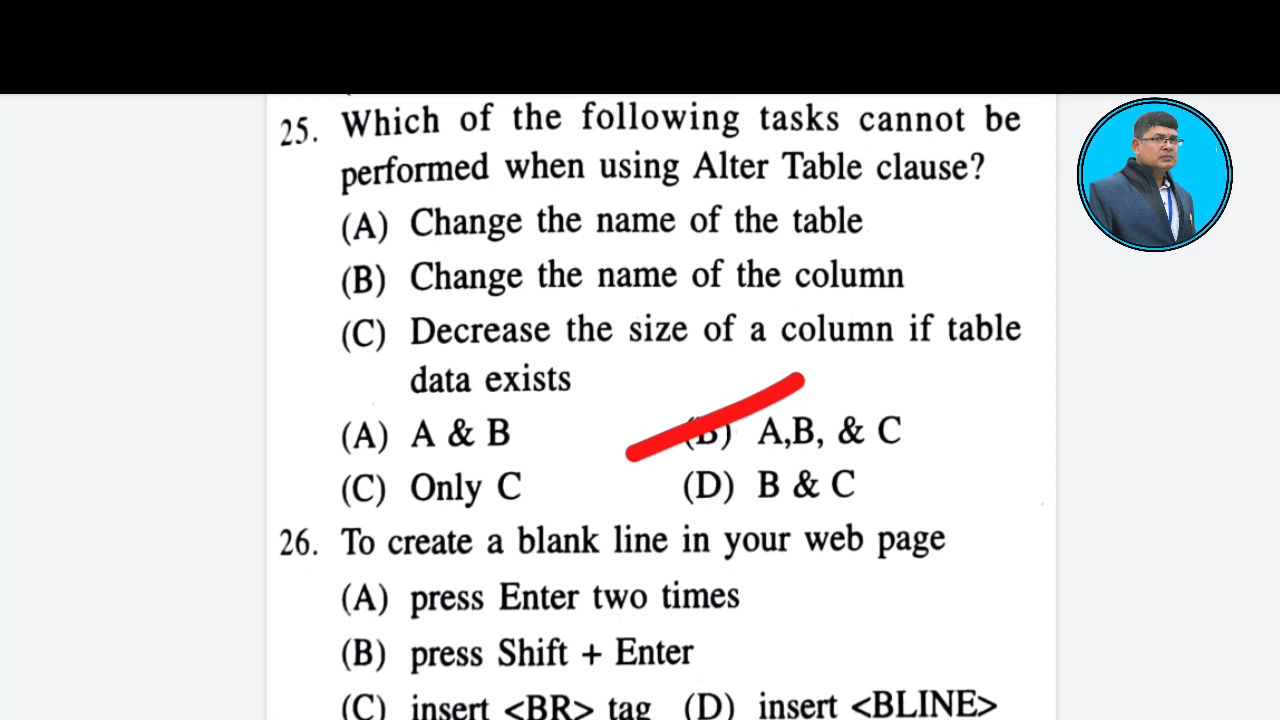 25. Which of the following tasks cannot be
performed when using Alter Table clause?
(A) Change the name of the table
(B) Change the name of the column
(C) Decrease the size of a column if table
data exists
(A) A & B (B) A,B, & C
(C) Only C (D) B & C
26. To create a blank line in your web page
(A) press Enter two times
(B) press Shift + Enter
(C) insert <BR> tag (D) insert <BLINE>